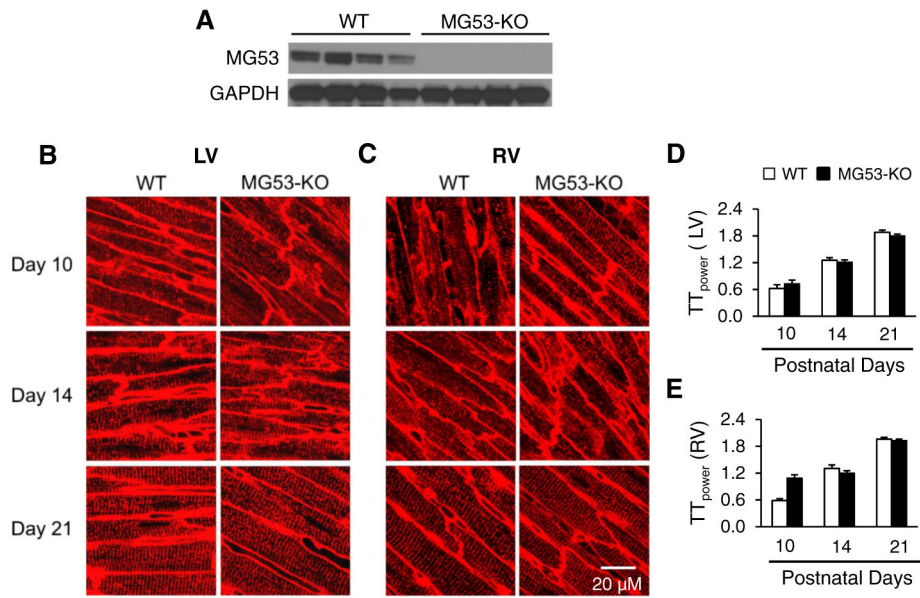 A
WT MG53-KO
MG53
GAPDH
B LV
WT MG53-KO
C RV
WT MG53-KO
Day 10
Day 14
Day 21
20 µM
D
WT MG53-KO
TTpower ( LV)
2.4
1.8
1.2
0.6
0.0
10 14 21
Postnatal Days
E
TTpower (RV)
2.4
1.8
1.2
0.6
0.0
10 14 21
Postnatal Days